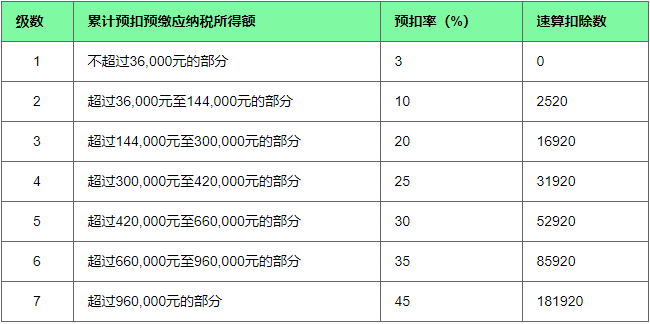 级数 累计预扣预缴应纳税所得额 预扣率（%） 速算扣除数
1 不超过36,000元的部分 3 0
2 超过36,000元至144,000元的部分 10 2520
3 超过144,000元至300,000元的部分 20 16920
4 超过300,000元至420,000元的部分 25 31920
5 超过420,000元至660,000元的部分 30 52920
6 超过660,000元至960,000元的部分 35 85920
7 超过960,000元的部分 45 181920